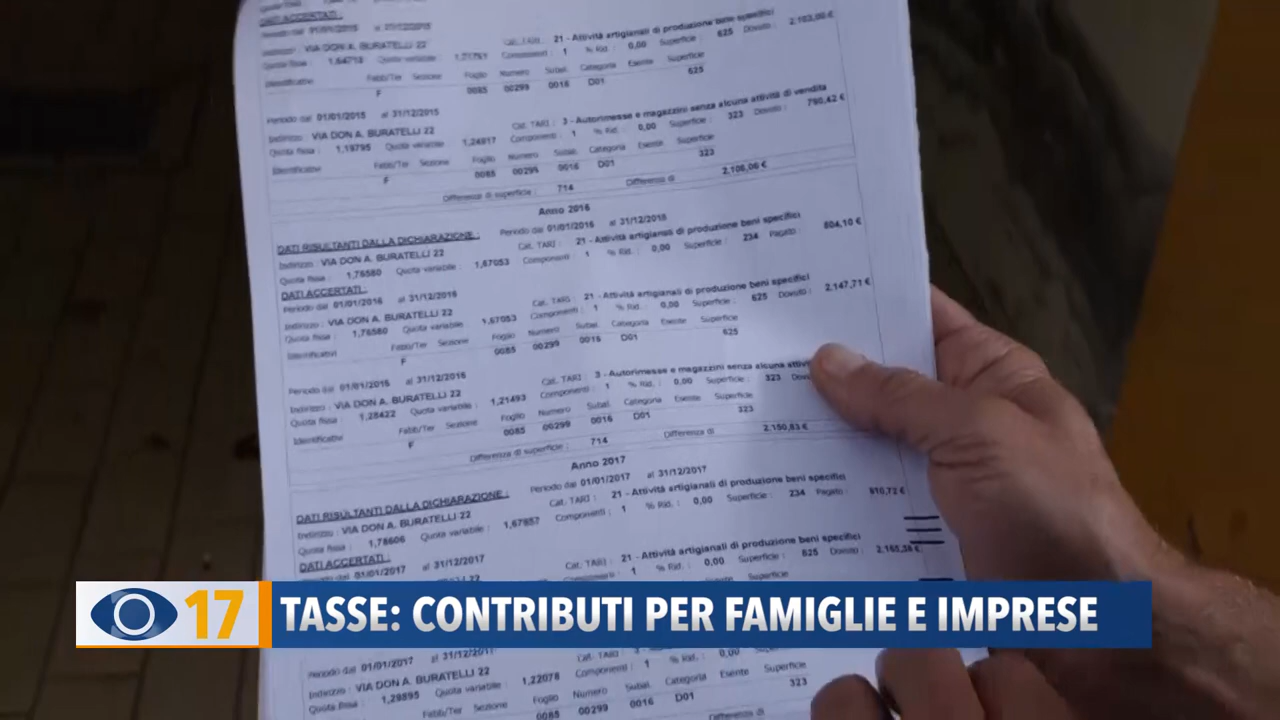 DATI ACCERTATI :
Indirizzo : VIA DON A. BURATELLI 22 Cat. TARI : 21 - Attività artigianali di produzione beni specifici
Quota fissa : 1,64718 Quota variabile : Componenti : 1 % Rid. : 0,00 Superficie : 625 Dovuto : 2.103,06 €
Identificativi Fabb/Ter Sezione Foglio Numero Subal. Categoria Esente Superficie
F 0085 00299 0016 D01 625
Periodo dal 01/01/2015 al 31/12/2015
Indirizzo : VIA DON A. BURATELLI 22 Cat. TARI : 3 - Autorimesse e magazzini senza alcuna attività di vendita
Quota fissa : 1,19795 Quota variabile : 1,24917 Componenti : 1 % Rid. : 0,00 Superficie : 323 Dovuto : 790,42 €
Identificativi Fabb/Ter Sezione Foglio Numero Subal. Categoria Esente Superficie
F 0085 00299 0016 D01 323
Differenza di superficie : 714 Differenza di 2.106,06 €
Anno 2016
DATI RISULTANTI DALLA DICHIARAZIONE : Periodo dal 01/01/2016 al 31/12/2016
Indirizzo : VIA DON A. BURATELLI 22 Cat. TARI : 21 - Attività artigianali di produzione beni specifici
Quota fissa : 1,76580 Quota variabile : 1,67053 Componenti : 1 % Rid. : 0,00 Superficie : 234 Pagato : 804,10 €
DATI ACCERTATI :
Periodo dal 01/01/2016 al 31/12/2016
Indirizzo : VIA DON A. BURATELLI 22 Cat. TARI : 21 - Attività artigianali di produzione beni specifici
Quota fissa : 1,76580 Quota variabile : 1,67053 Componenti : 1 % Rid. : 0,00 Superficie : 625 Dovuto : 2.147,71 €
Identificativi Fabb/Ter Sezione Foglio Numero Subal. Categoria Esente Superficie
F 0085 00299 0016 D01 625
Periodo dal 01/01/2016 al 31/12/2016
Indirizzo : VIA DON A. BURATELLI 22 Cat. TARI : 3 - Autorimesse e magazzini senza alcuna
Quota fissa : 1,28422 Quota variabile : 1,21493 Componenti : 1 % Rid. : 0,00 Superficie : 323
Identificativi Fabb/Ter Sezione Foglio Numero Subal. Categoria Esente Superficie
F 0085 00299 0016 D01 323
Differenza di superficie : 714 Differenza di 2.150,83 €
Anno 2017
DATI RISULTANTI DALLA DICHIARAZIONE : Periodo dal 01/01/2017 al 31/12/2017
Indirizzo : VIA DON A. BURATELLI 22 Cat. TARI : 21 - Attività artigianali di produzione beni specifici
Quota fissa : 1,78606 Quota variabile : 1,67857 Componenti : 1 % Rid. : 0,00 Superficie : 234 Pagato : 810,72 €
DATI ACCERTATI :
Periodo dal 01/01/2017 al 31/12/2017
Cat. TARI : 21 - Attività artigianali di produzione beni specifici
1 % Rid. : 0,00 Superficie : 625 Dovuto : 2.165,38 €
17 TASSE: CONTRIBUTI PER FAMIGLIE E IMPRESE
Periodo dal 01/01/2017 al 31/12/2017
Indirizzo : VIA DON A. BURATELLI 22 Cat. TARI : 3 -
Quota fissa : 1,29895 Quota variabile : 1,22076 Componenti : 1 % Rid. : 0,00 Superficie
Fabb/Ter Sezione Foglio Numero Subal. Categoria Esente Superficie 323
0085 00299 0016 D01